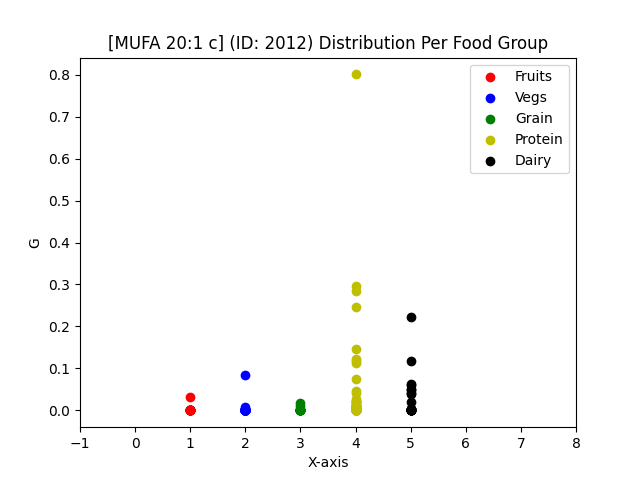 [MUFA 20:1 c] (ID: 2012) Distribution Per Food Group
Fruits
Vegs
Grain
Protein
Dairy
G
0.8
0.7
0.6
0.5
0.4
0.3
0.2
0.1
0.0
−1 0 1 2 3 4 5 6 7 8
X-axis